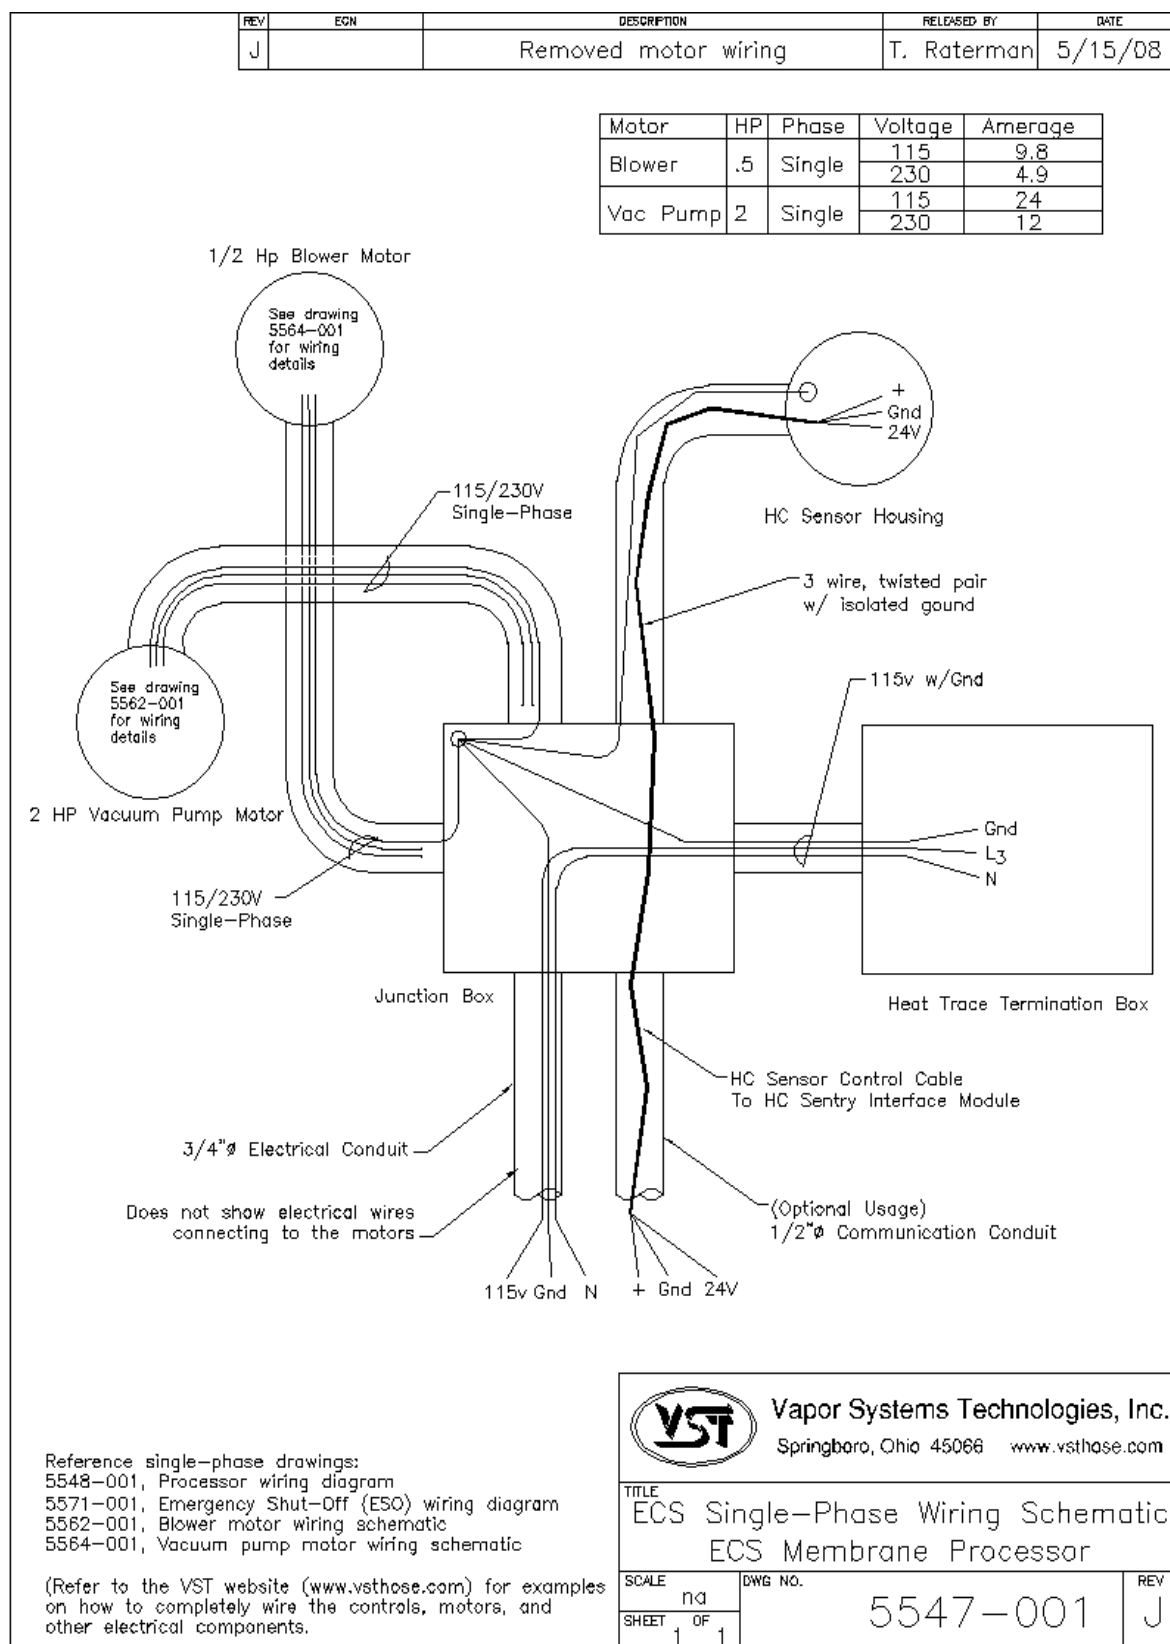 REV ECN DESCRIPTION RELEASED BY DATE
J Removed motor wiring T. Raterman 5/15/08
Motor HP Phase Voltage Amerage
Blower .5 Single 115 9.8
230 4.9
Vac Pump 2 Single 115 24
230 12
1/2 Hp Blower Motor
See drawing
5564-001
for wiring
details
+
Gnd
24V
115/230V
Single-Phase
HC Sensor Housing
3 wire, twisted pair
w/ isolated gound
See drawing
5562-001
for wiring
details
115v w/Gnd
2 HP Vacuum Pump Motor
Gnd
L3
N
115/230V
Single-Phase
Junction Box
Heat Trace Termination Box
HC Sensor Control Cable
To HC Sentry Interface Module
3/4"ø Electrical Conduit
Does not show electrical wires
connecting to the motors
(Optional Usage)
1/2"ø Communication Conduit
115v Gnd N + Gnd 24V
VST
Vapor Systems Technologies, Inc.
Springboro, Ohio 45066 www.vsthose.com
Reference single-phase drawings:
5548-001, Processor wiring diagram
5571-001, Emergency Shut-Off (ESO) wiring diagram
5562-001, Blower motor wiring schematic
5564-001, Vacuum pump motor wiring schematic
(Refer to the VST website (www.vsthose.com) for examples
on how to completely wire the controls, motors, and
other electrical components.
TITLE
ECS Single-Phase Wiring Schematic
ECS Membrane Processor
SCALE na
DWG NO. 5547-001
REV J
SHEET 1 OF 1